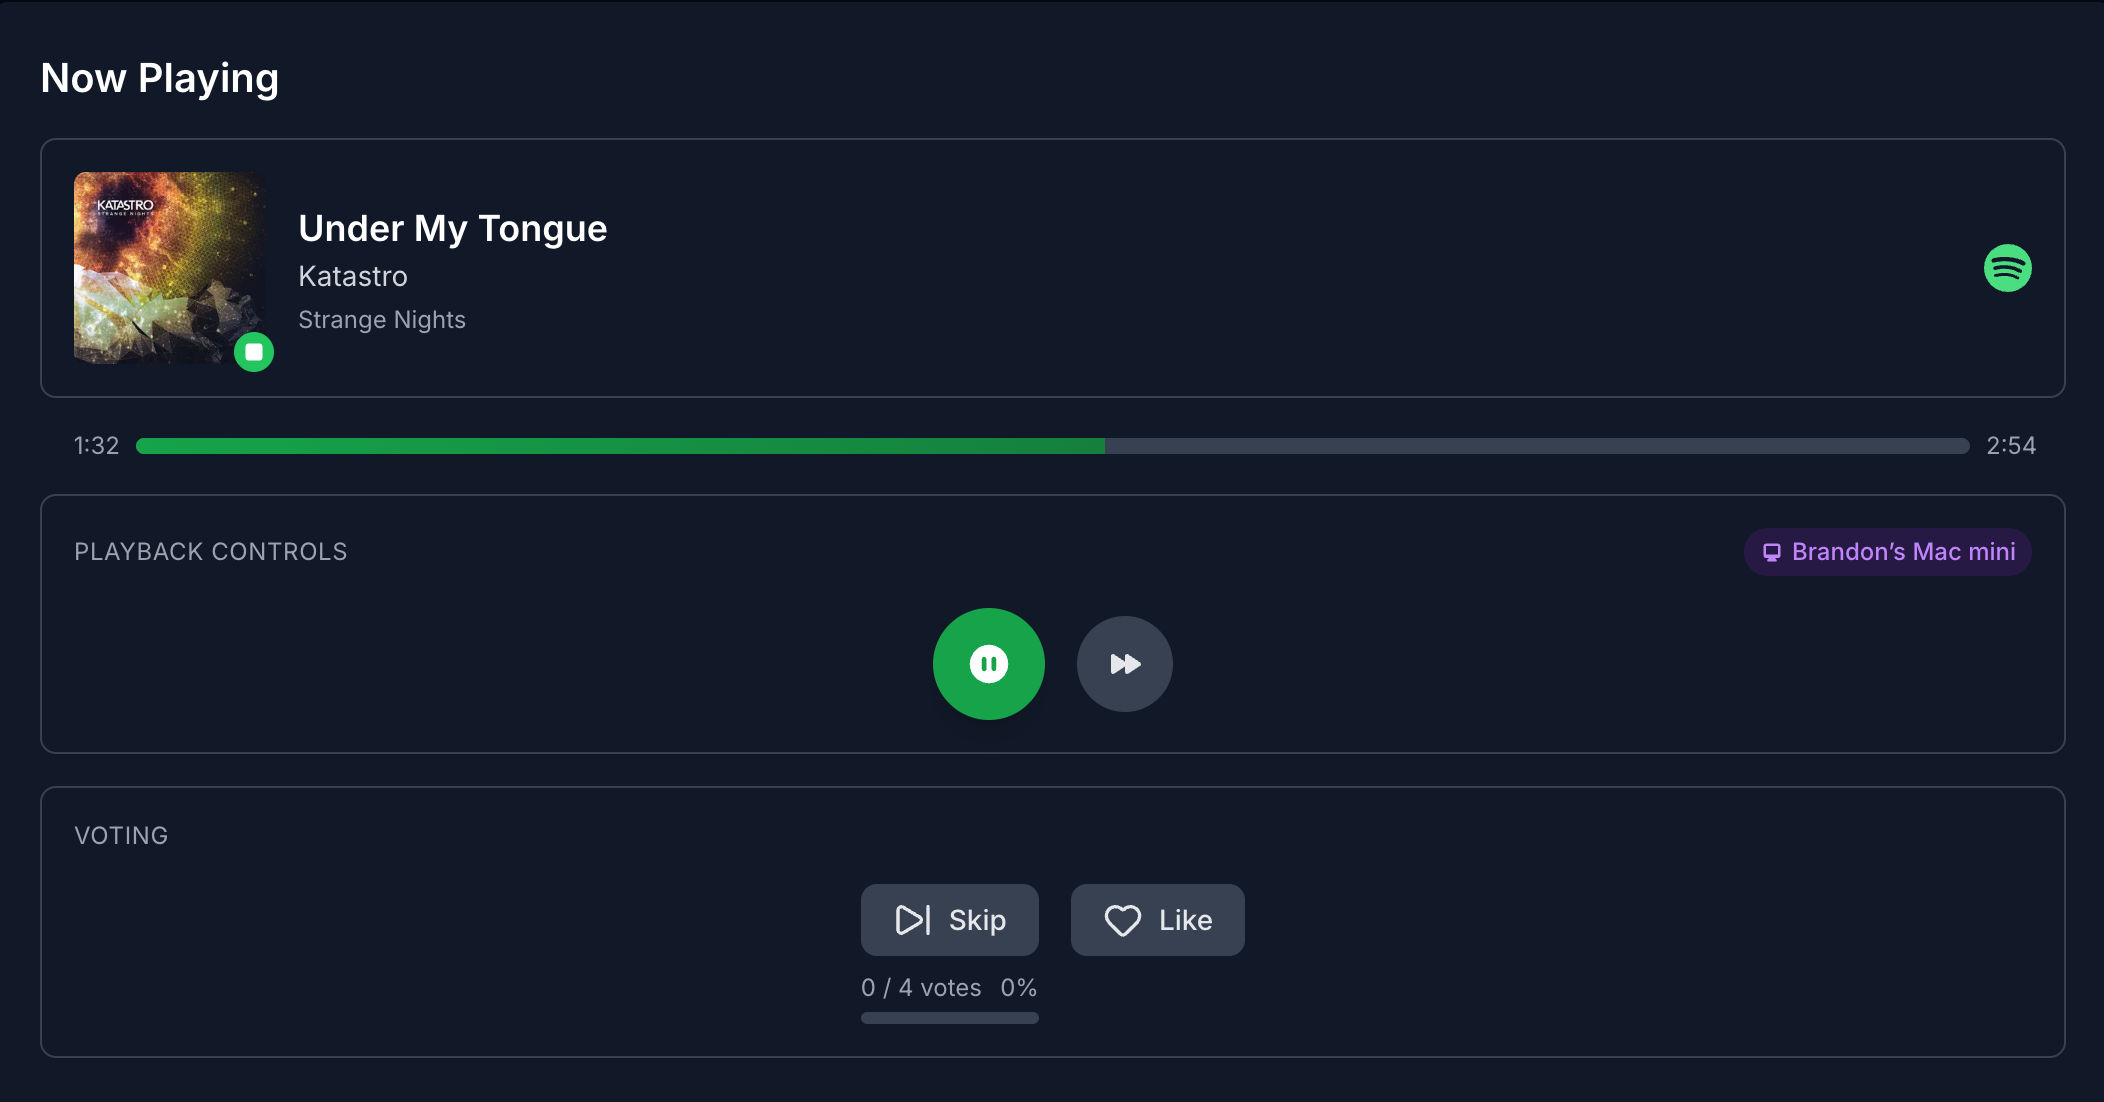 Now Playing
KATASTRO
STRANGE NIGHTS
Under My Tongue
Katastro
Strange Nights
1:32
2:54
PLAYBACK CONTROLS
Brandon’s Mac mini
VOTING
Skip
Like
0 / 4 votes 0%